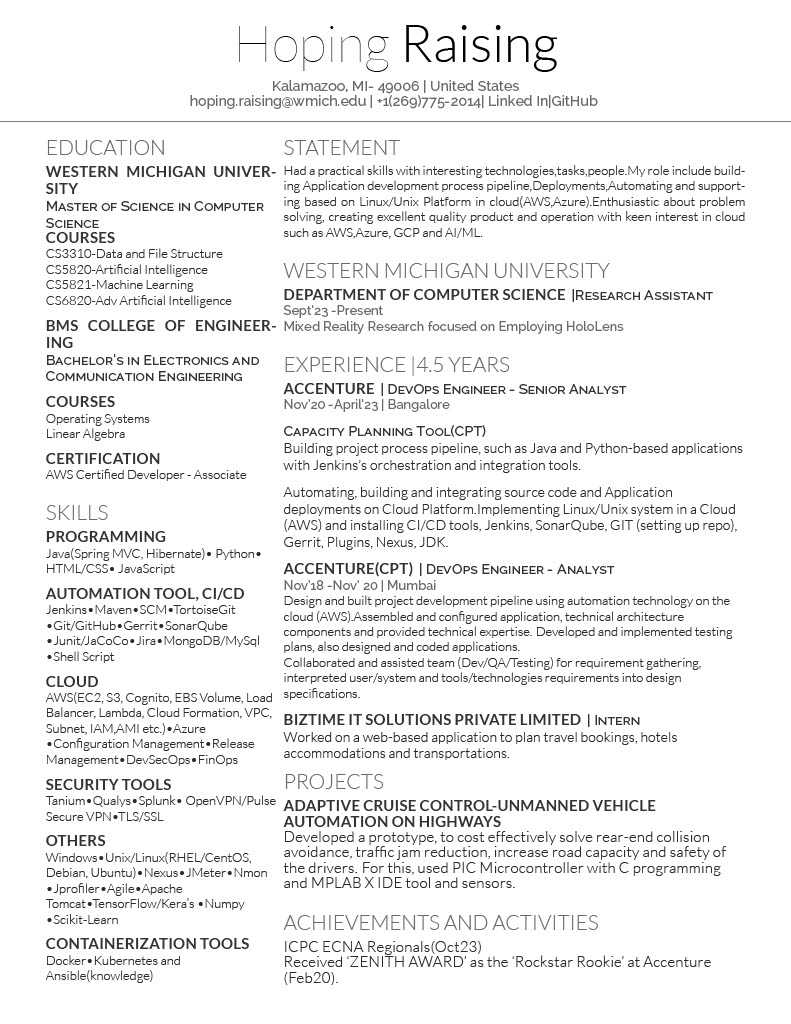 Hoping Raising
Kalamazoo, MI- 49006 | United States
hoping.raising@wmich.edu | +1(269)775-2014| Linked In|GitHub
EDUCATION
WESTERN MICHIGAN UNIVER-
SITY
Master of Science in Computer
Science
COURSES
CS3310-Data and File Structure
CS5820-Artificial Intelligence
CS5821-Machine Learning
CS6820-Adv Artificial Intelligence
BMS COLLEGE OF ENGINEER-
ING
Bachelor's in Electronics and
Communication Engineering
COURSES
Operating Systems
Linear Algebra
CERTIFICATION
AWS Certified Developer - Associate
SKILLS
PROGRAMMING
Java(Spring MVC, Hibernate)• Python•
HTML/CSS• JavaScript
AUTOMATION TOOL, CI/CD
Jenkins•Maven•SCM•TortoiseGit
•Git/GitHub•Gerrit•SonarQube
•Junit/JaCoCo•Jira•MongoDB/MySql
•Shell Script
CLOUD
AWS(EC2, S3, Cognito, EBS Volume, Load
Balancer, Lambda, Cloud Formation, VPC,
Subnet, IAM,AMI etc.)•Azure
•Configuration Management•Release
Management•DevSecOps•FinOps
SECURITY TOOLS
Tanium•Qualys•Splunk• OpenVPN/Pulse
Secure VPN•TLS/SSL
OTHERS
Windows•Unix/Linux(RHEL/CentOS,
Debian, Ubuntu)•Nexus•JMeter•Nmon
•Jprofiler•Agile•Apache
Tomcat•TensorFlow/Kera's •Numpy
•Scikit-Learn
CONTAINERIZATION TOOLS
Docker•Kubernetes and
Ansible(knowledge)
STATEMENT
Had a practical skills with interesting technologies,tasks,people.My role include build-
ing Application development process pipeline,Deployments,Automating and support-
ing based on Linux/Unix Platform in cloud(AWS,Azure).Enthusiastic about problem
solving, creating excellent quality product and operation with keen interest in cloud
such as AWS,Azure, GCP and AI/ML.
WESTERN MICHIGAN UNIVERSITY
DEPARTMENT OF COMPUTER SCIENCE |Research Assistant
Sept'23 -Present
Mixed Reality Research focused on Employing HoloLens
EXPERIENCE |4.5 YEARS
ACCENTURE | DevOps Engineer - Senior Analyst
Nov'20 -April'23 | Bangalore
Capacity Planning Tool(CPT)
Building project process pipeline, such as Java and Python-based applications
with Jenkins's orchestration and integration tools.
Automating, building and integrating source code and Application
deployments on Cloud Platform.Implementing Linux/Unix system in a Cloud
(AWS) and installing CI/CD tools, Jenkins, SonarQube, GIT (setting up repo),
Gerrit, Plugins, Nexus, JDK.
ACCENTURE(CPT) | DevOps Engineer - Analyst
Nov'18 -Nov' 20 | Mumbai
Design and built project development pipeline using automation technology on the
cloud (AWS).Assembled and configured application, technical architecture
components and provided technical expertise. Developed and implemented testing
plans, also designed and coded applications.
Collaborated and assisted team (Dev/QA/Testing) for requirement gathering,
interpreted user/system and tools/technologies requirements into design
specifications.
BIZTIME IT SOLUTIONS PRIVATE LIMITED | Intern
Worked on a web-based application to plan travel bookings, hotels
accommodations and transportations.
PROJECTS
ADAPTIVE CRUISE CONTROL-UNMANNED VEHICLE
AUTOMATION ON HIGHWAYS
Developed a prototype, to cost effectively solve rear-end collision
avoidance, traffic jam reduction, increase road capacity and safety of
the drivers. For this, used PIC Microcontroller with C programming
and MPLAB X IDE tool and sensors.
ACHIEVEMENTS AND ACTIVITIES
ICPC ECNA Regionals(Oct23)
Received 'ZENITH AWARD' as the 'Rockstar Rookie' at Accenture
(Feb20).